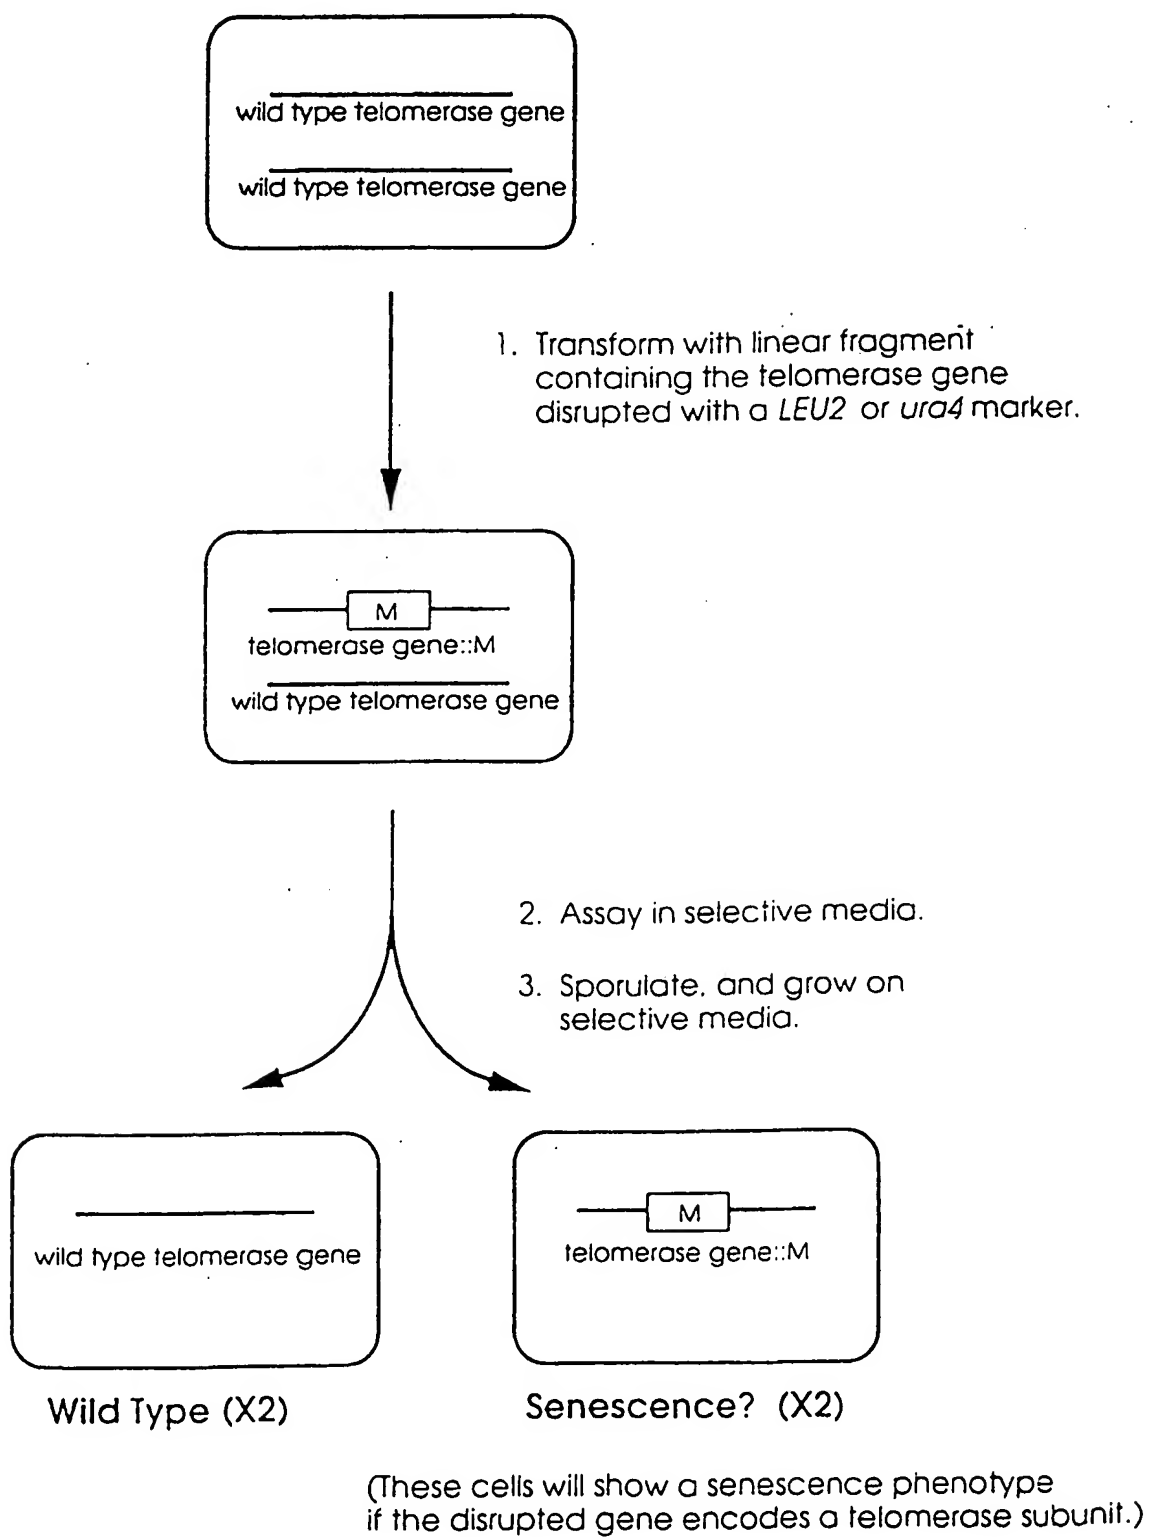 wild type telomerase gene
wild type telomerase gene
1. Transform with linear fragment
containing the telomerase gene
disrupted with a LEU2 or ura4 marker.
M
telomerase gene::M
wild type telomerase gene
2. Assay in selective media.
3. Sporulate, and grow on
selective media.
wild type telomerase gene
M
telomerase gene::M
Wild Type (X2)
Senescence? (X2)
(These cells will show a senescence phenotype
if the disrupted gene encodes a telomerase subunit.)